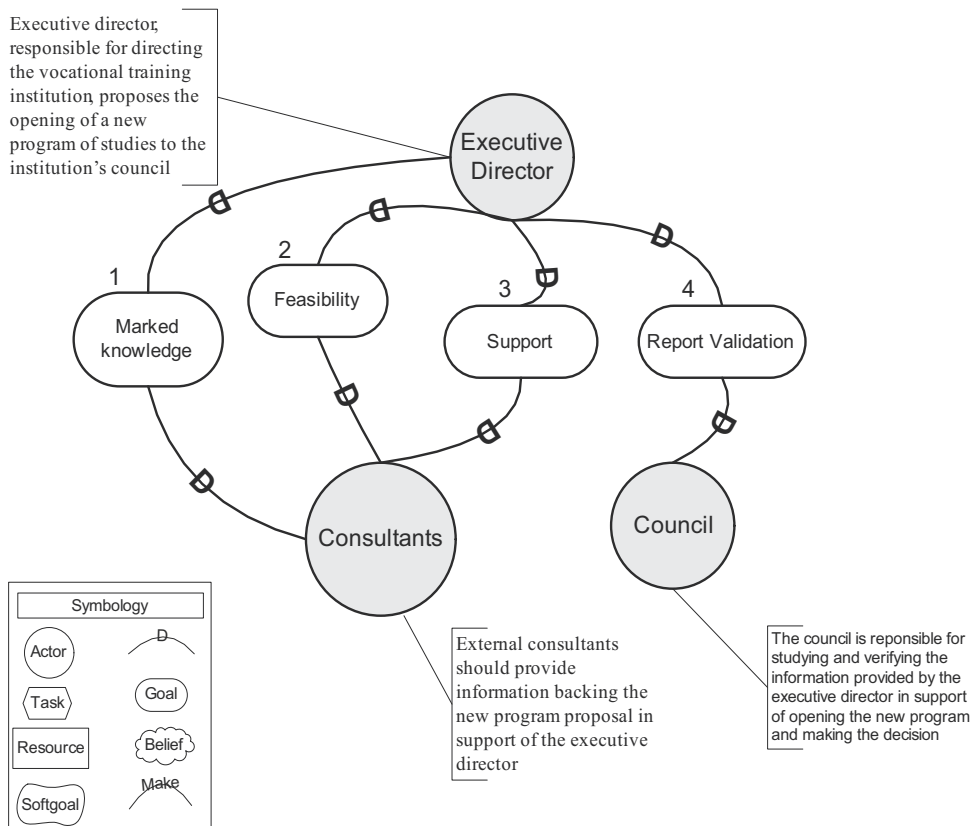 Executive director,
responsible for directing
the vocational training
institution, proposes the
opening of a new
program of studies to the
institution's council
Executive
Director
D
D
D
D
1
2
3
4
Marked
knowledge
Feasibility
Support
Report Validation
D
D
D
D
Consultants
Council
Symbology
Actor
D
Task
Goal
Resource
Belief
Softgoal
Make
External consultants
should provide
information backing the
new program proposal in
support of the executive
director
The council is reponsible for
studying and verifying the
information provided by the
executive director in support
of opening the new program
and making the decision